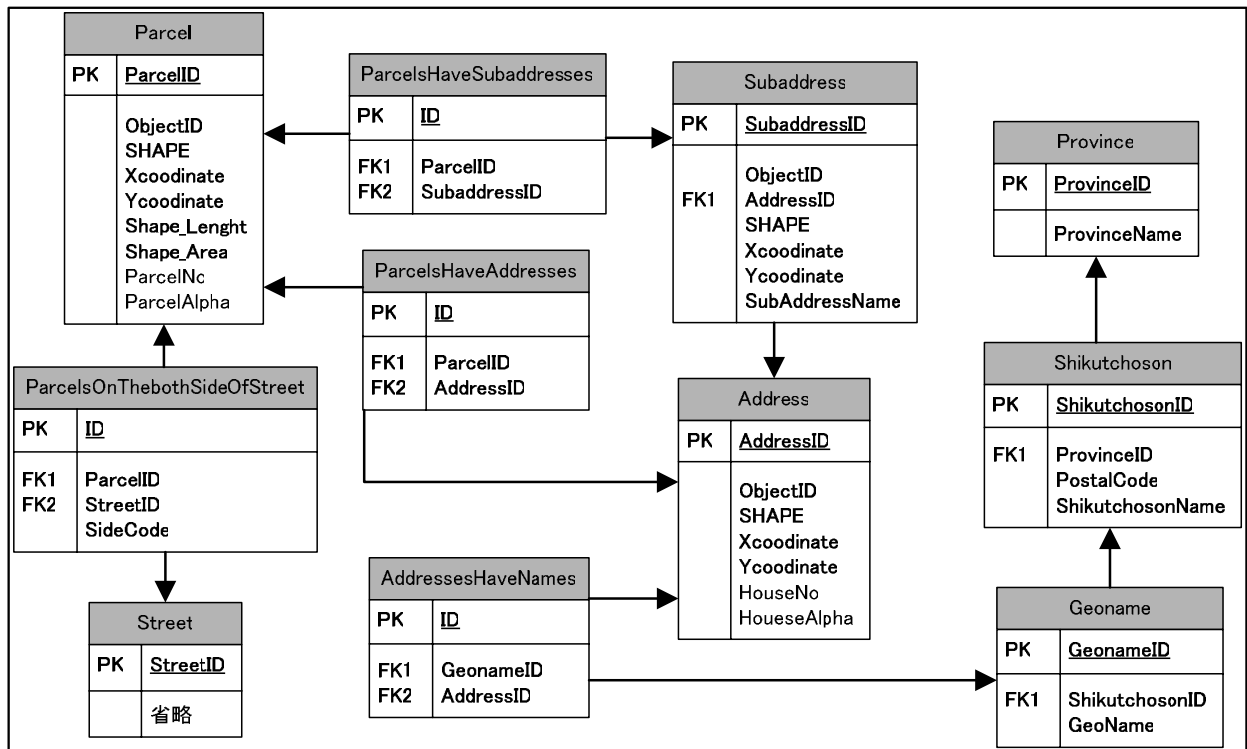 Parcel
PK ParcelID
ObjectID
SHAPE
Xcoodinate
Ycoodinate
Shape_Lenght
Shape_Area
ParcelNo
ParcelAlpha
ParcelsHaveSubaddresses
PK ID
FK1 ParcelID
FK2 SubaddressID
Subaddress
PK SubaddressID
ObjectID
FK1 AddressID
SHAPE
Xcoodinate
Ycoodinate
SubAddressName
Province
PK ProvinceID
ProvinceName
ParcelsHaveAddresses
PK ID
FK1 ParcelID
FK2 AddressID
ParcelsOnThebothSideOfStreet
PK ID
FK1 ParcelID
FK2 StreetID
SideCode
Address
PK AddressID
ObjectID
SHAPE
Xcoodinate
Ycoodinate
HouseNo
HoueseAlpha
Shikutchoson
PK ShikutchosonID
FK1 ProvinceID
PostalCode
ShikutchosonName
Street
PK StreetID
省略
AddressesHaveNames
PK ID
FK1 GeonameID
FK2 AddressID
Geoname
PK GeonameID
FK1 ShikutchosonID
GeoName